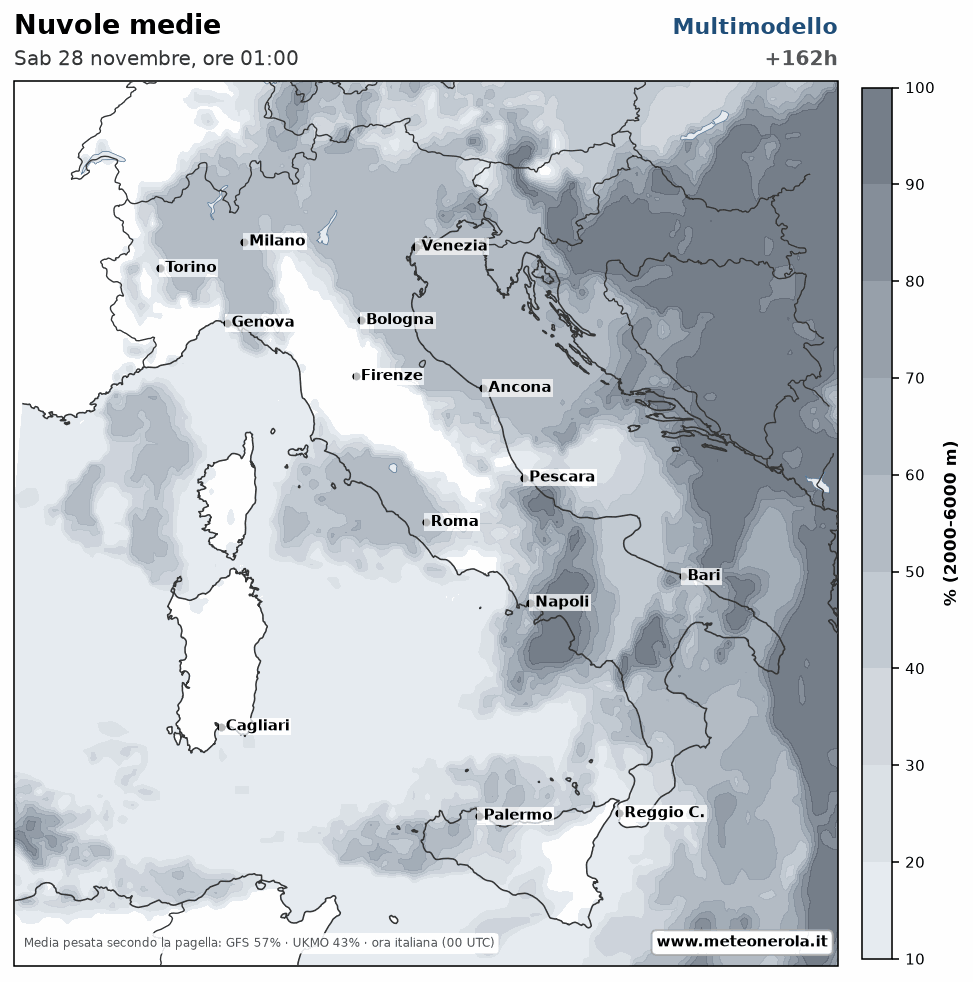 Nuvole medie
Multimodello
Sab 28 novembre, ore 01:00
+162h
Milano
Venezia
Torino
Genova
Bologna
Firenze
Ancona
Pescara
Roma
Bari
Napoli
Cagliari
Palermo
Reggio C.
100
90
80
70
60
50
40
30
20
10
% (2000-6000 m)
Media pesata secondo la pagella: GFS 57% · UKMO 43% · ora italiana (00 UTC)
www.meteonerola.it